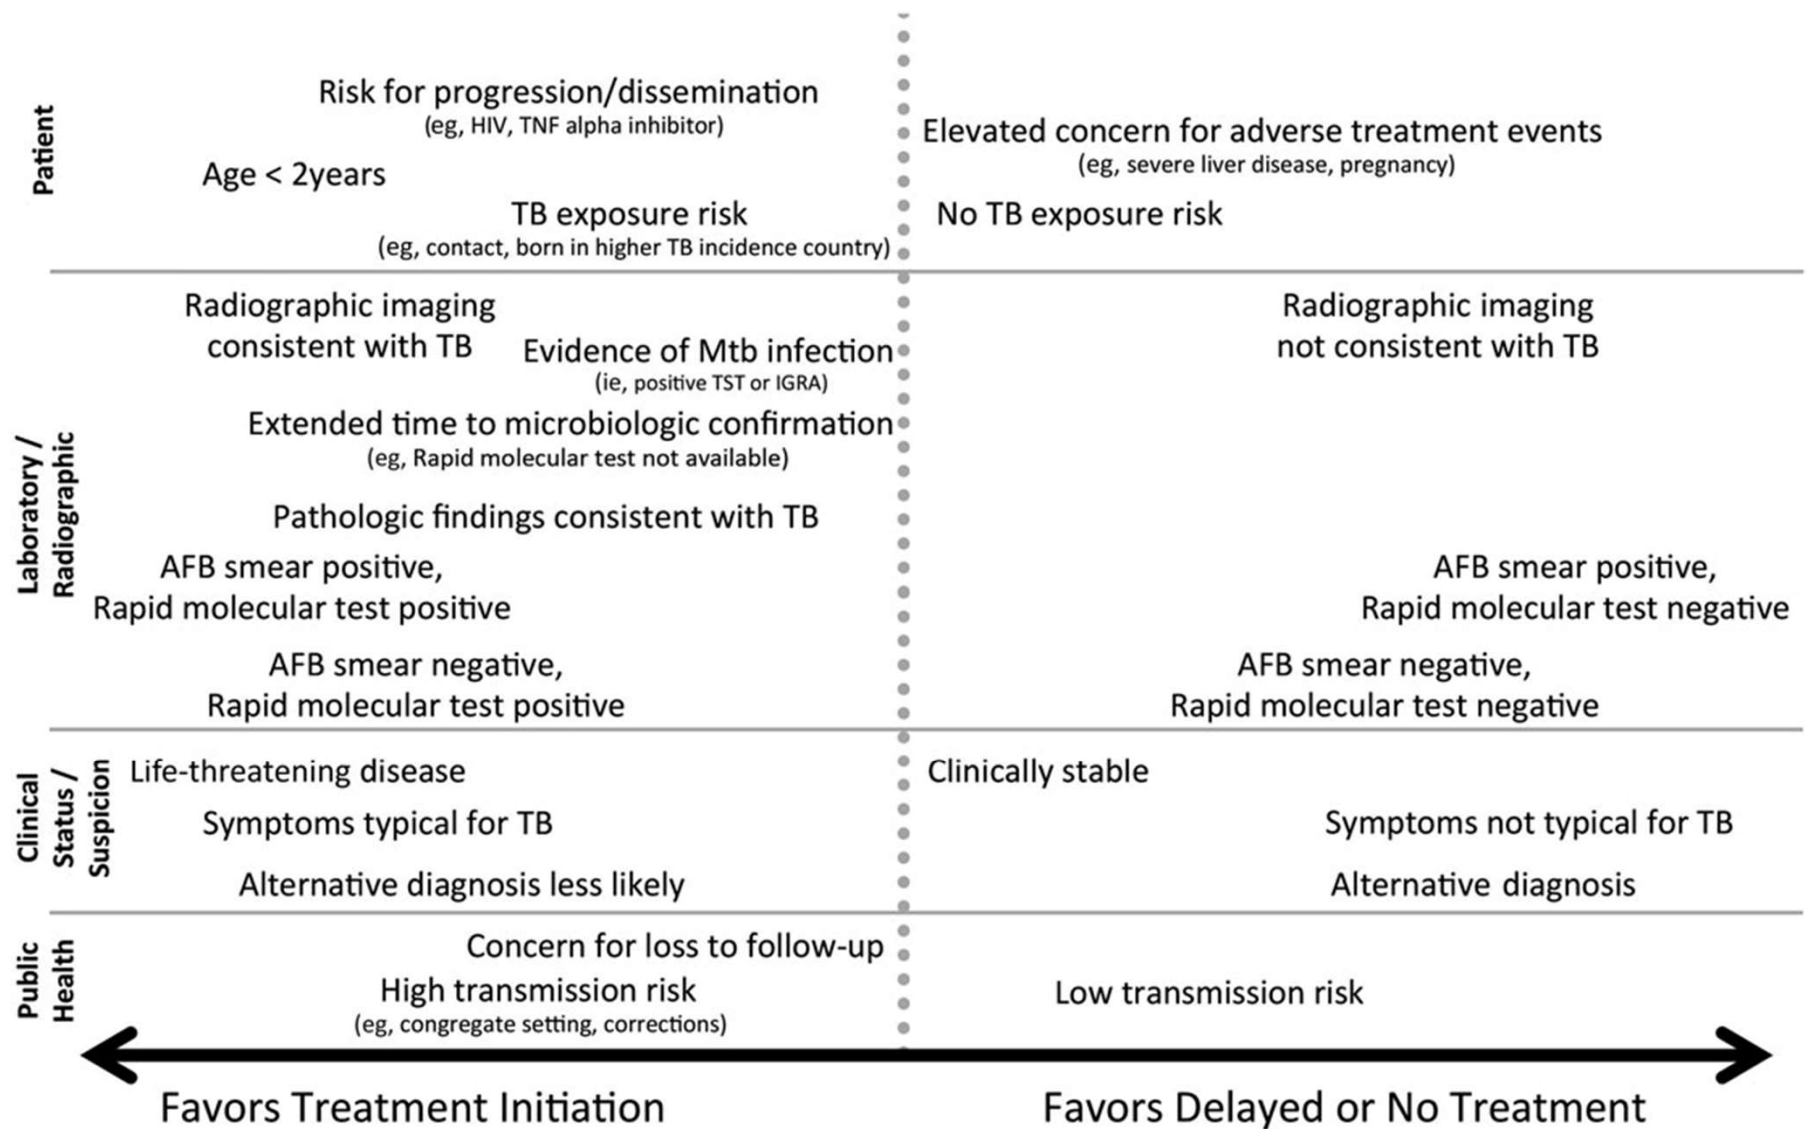 Patient
Risk for progression/dissemination
(eg, HIV, TNF alpha inhibitor)
Age < 2years
TB exposure risk
(eg, contact, born in higher TB incidence country)
Elevated concern for adverse treatment events
(eg, severe liver disease, pregnancy)
No TB exposure risk
Laboratory /
Radiographic
Radiographic imaging
consistent with TB
Evidence of Mtb infection
(ie, positive TST or IGRA)
Extended time to microbiologic confirmation
(eg, Rapid molecular test not available)
Pathologic findings consistent with TB
AFB smear positive,
Rapid molecular test positive
AFB smear negative,
Rapid molecular test positive
Radiographic imaging
not consistent with TB
AFB smear positive,
Rapid molecular test negative
AFB smear negative,
Rapid molecular test negative
Clinical
Status /
Suspicion
Life-threatening disease
Symptoms typical for TB
Alternative diagnosis less likely
Clinically stable
Symptoms not typical for TB
Alternative diagnosis
Public
Health
Concern for loss to follow-up
High transmission risk
(eg, congregate setting, corrections)
Low transmission risk
Favors Treatment Initiation
Favors Delayed or No Treatment